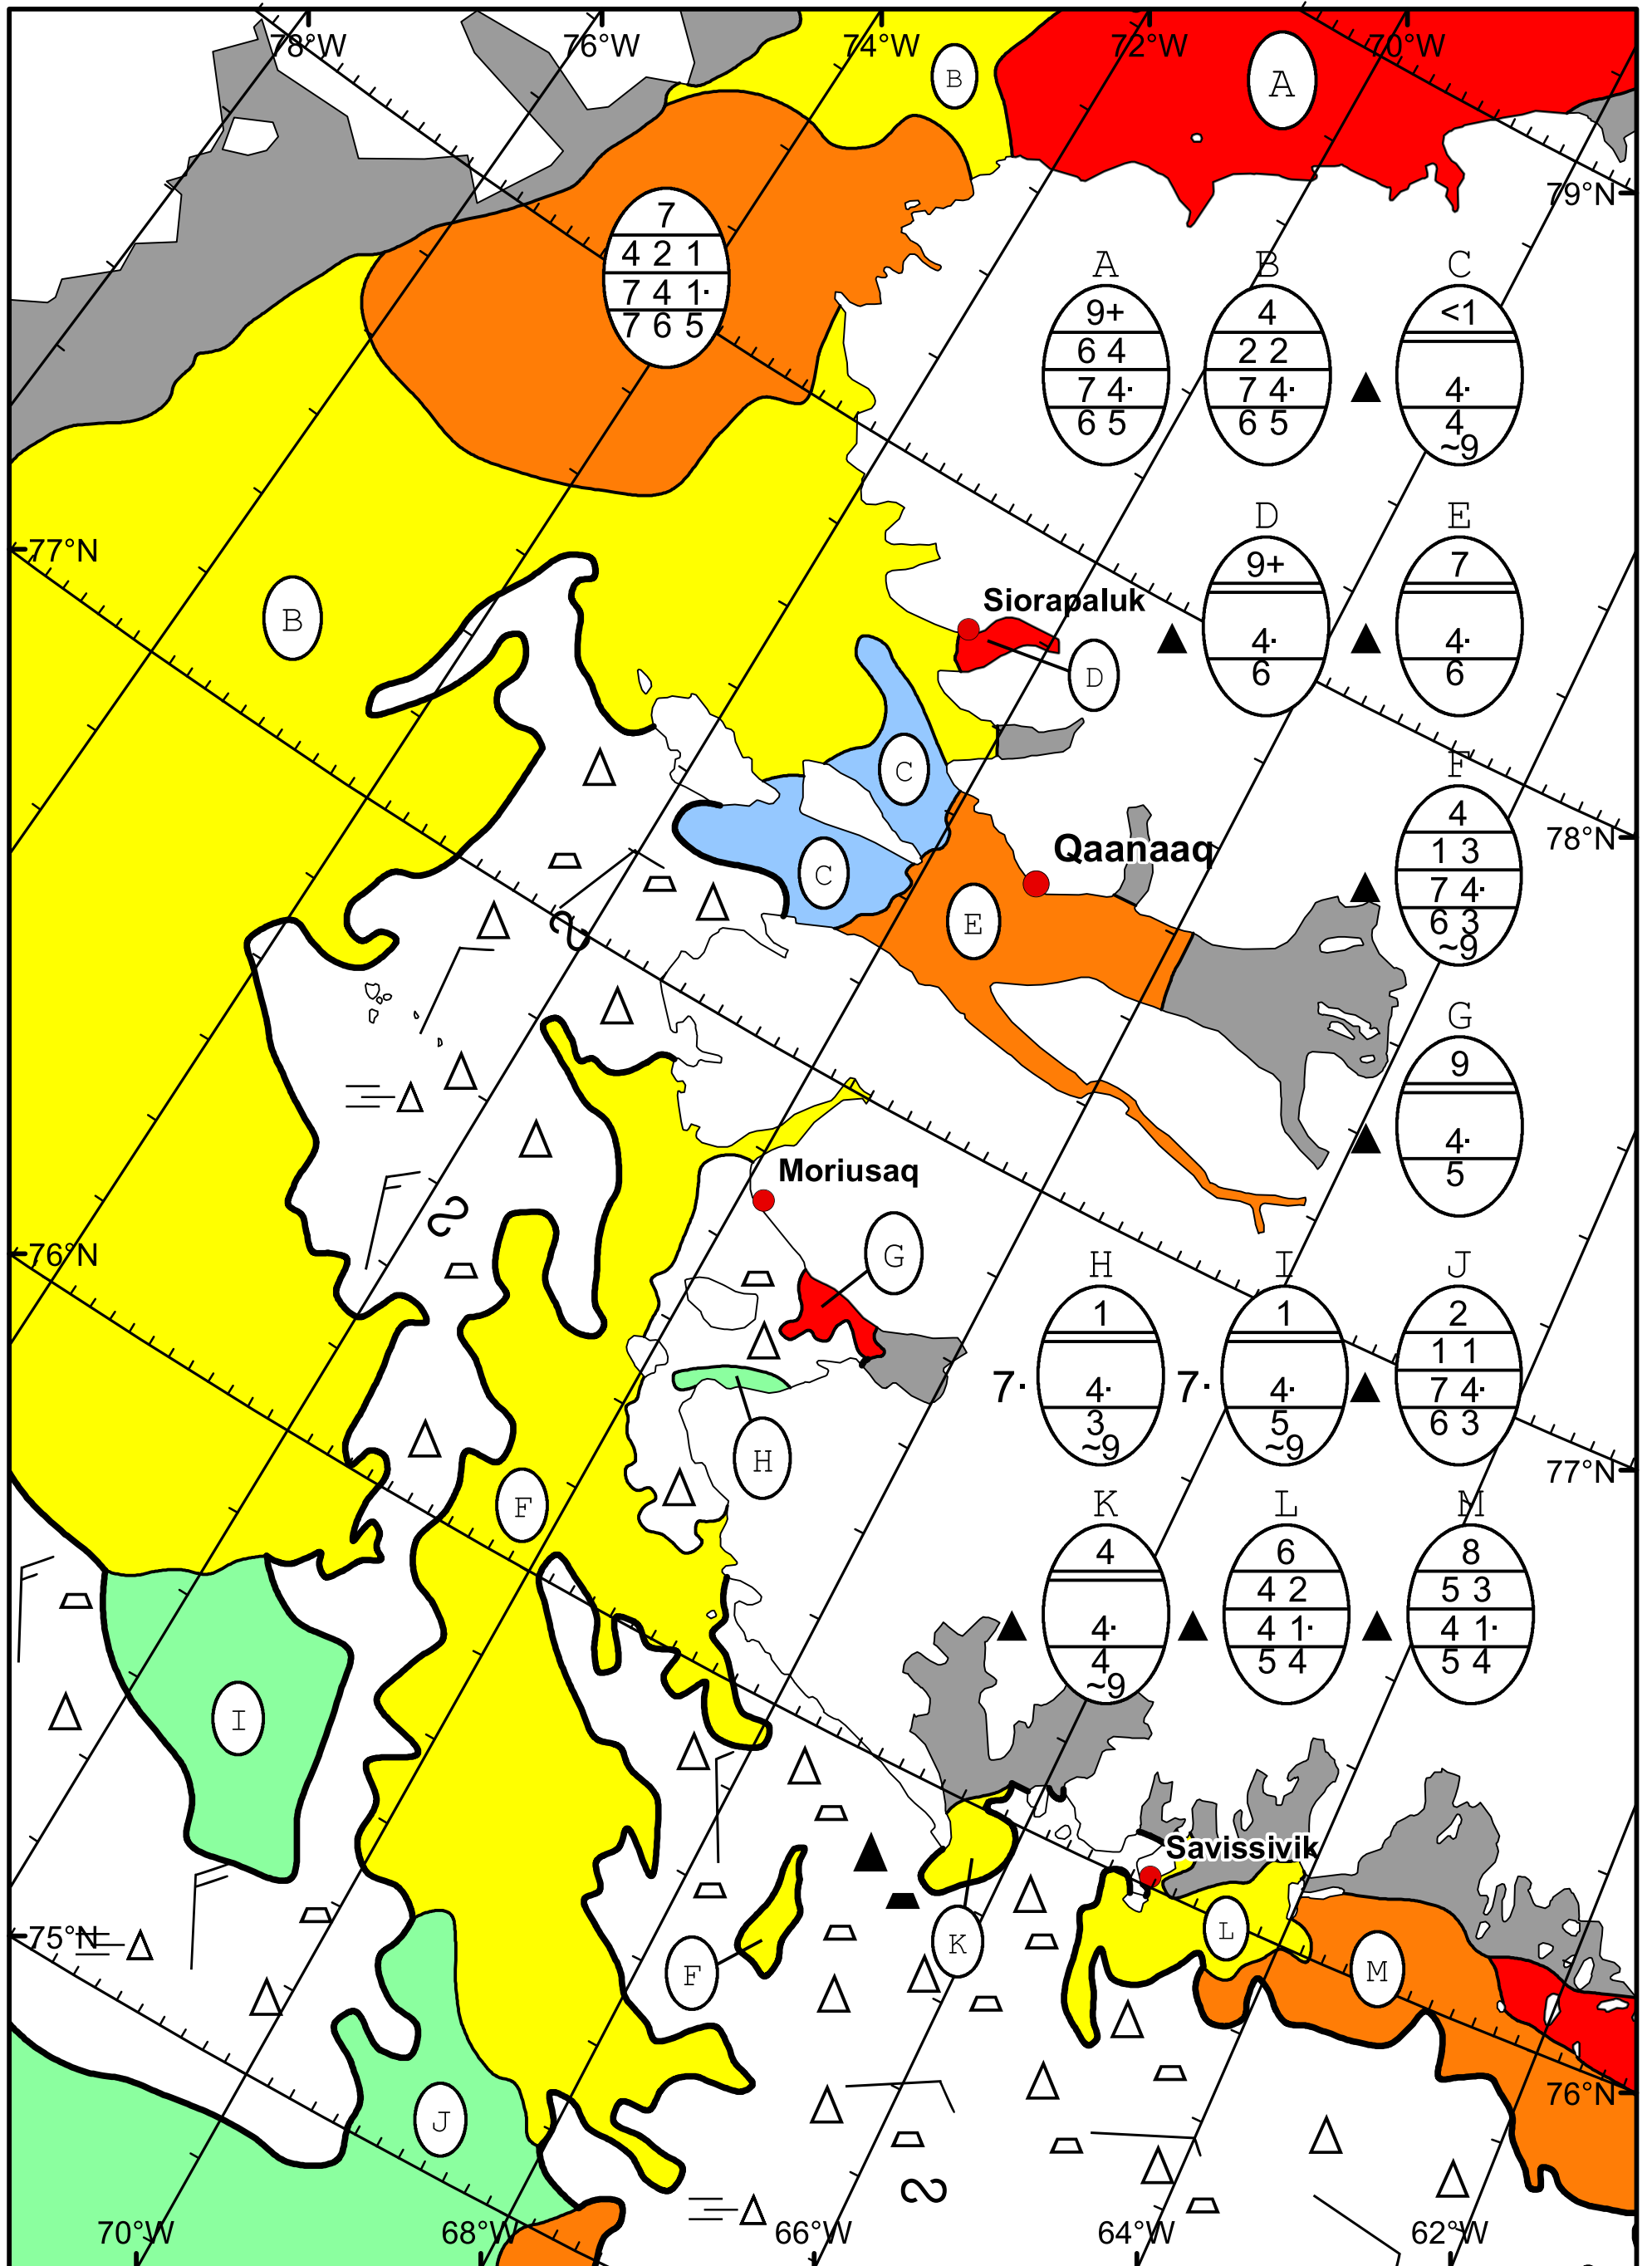 78°W 76°W 74°W 72°W 70°W
B
A
79°N
7
4 2 1
7 4 1·
7 6 5
A B C
9+ 4 <1
6 4 2 2
7 4· 7 4· 4·
6 5 6 5 4
~9
77°N
D E
9+ 7
4· 4·
6 6
Siorapaluk
B
D
C
F
4
1 3
7 4·
6 3
~9
78°N
Qaanaaq
C
E
G
9
4·
5
Moriusaq
G
76°N
H I J
1 1 2
1 1
7· 4· 7· 4· 7 4·
3 5 6 3
~9 ~9
H
77°N
F
K L M
4 6 8
4 2 5 3
4· 4 1· 4 1·
4 5 4 5 4
~9
I
Savissivik
75°N
L
K
F
M
76°N
J
70°W 68°W 66°W 64°W 62°W